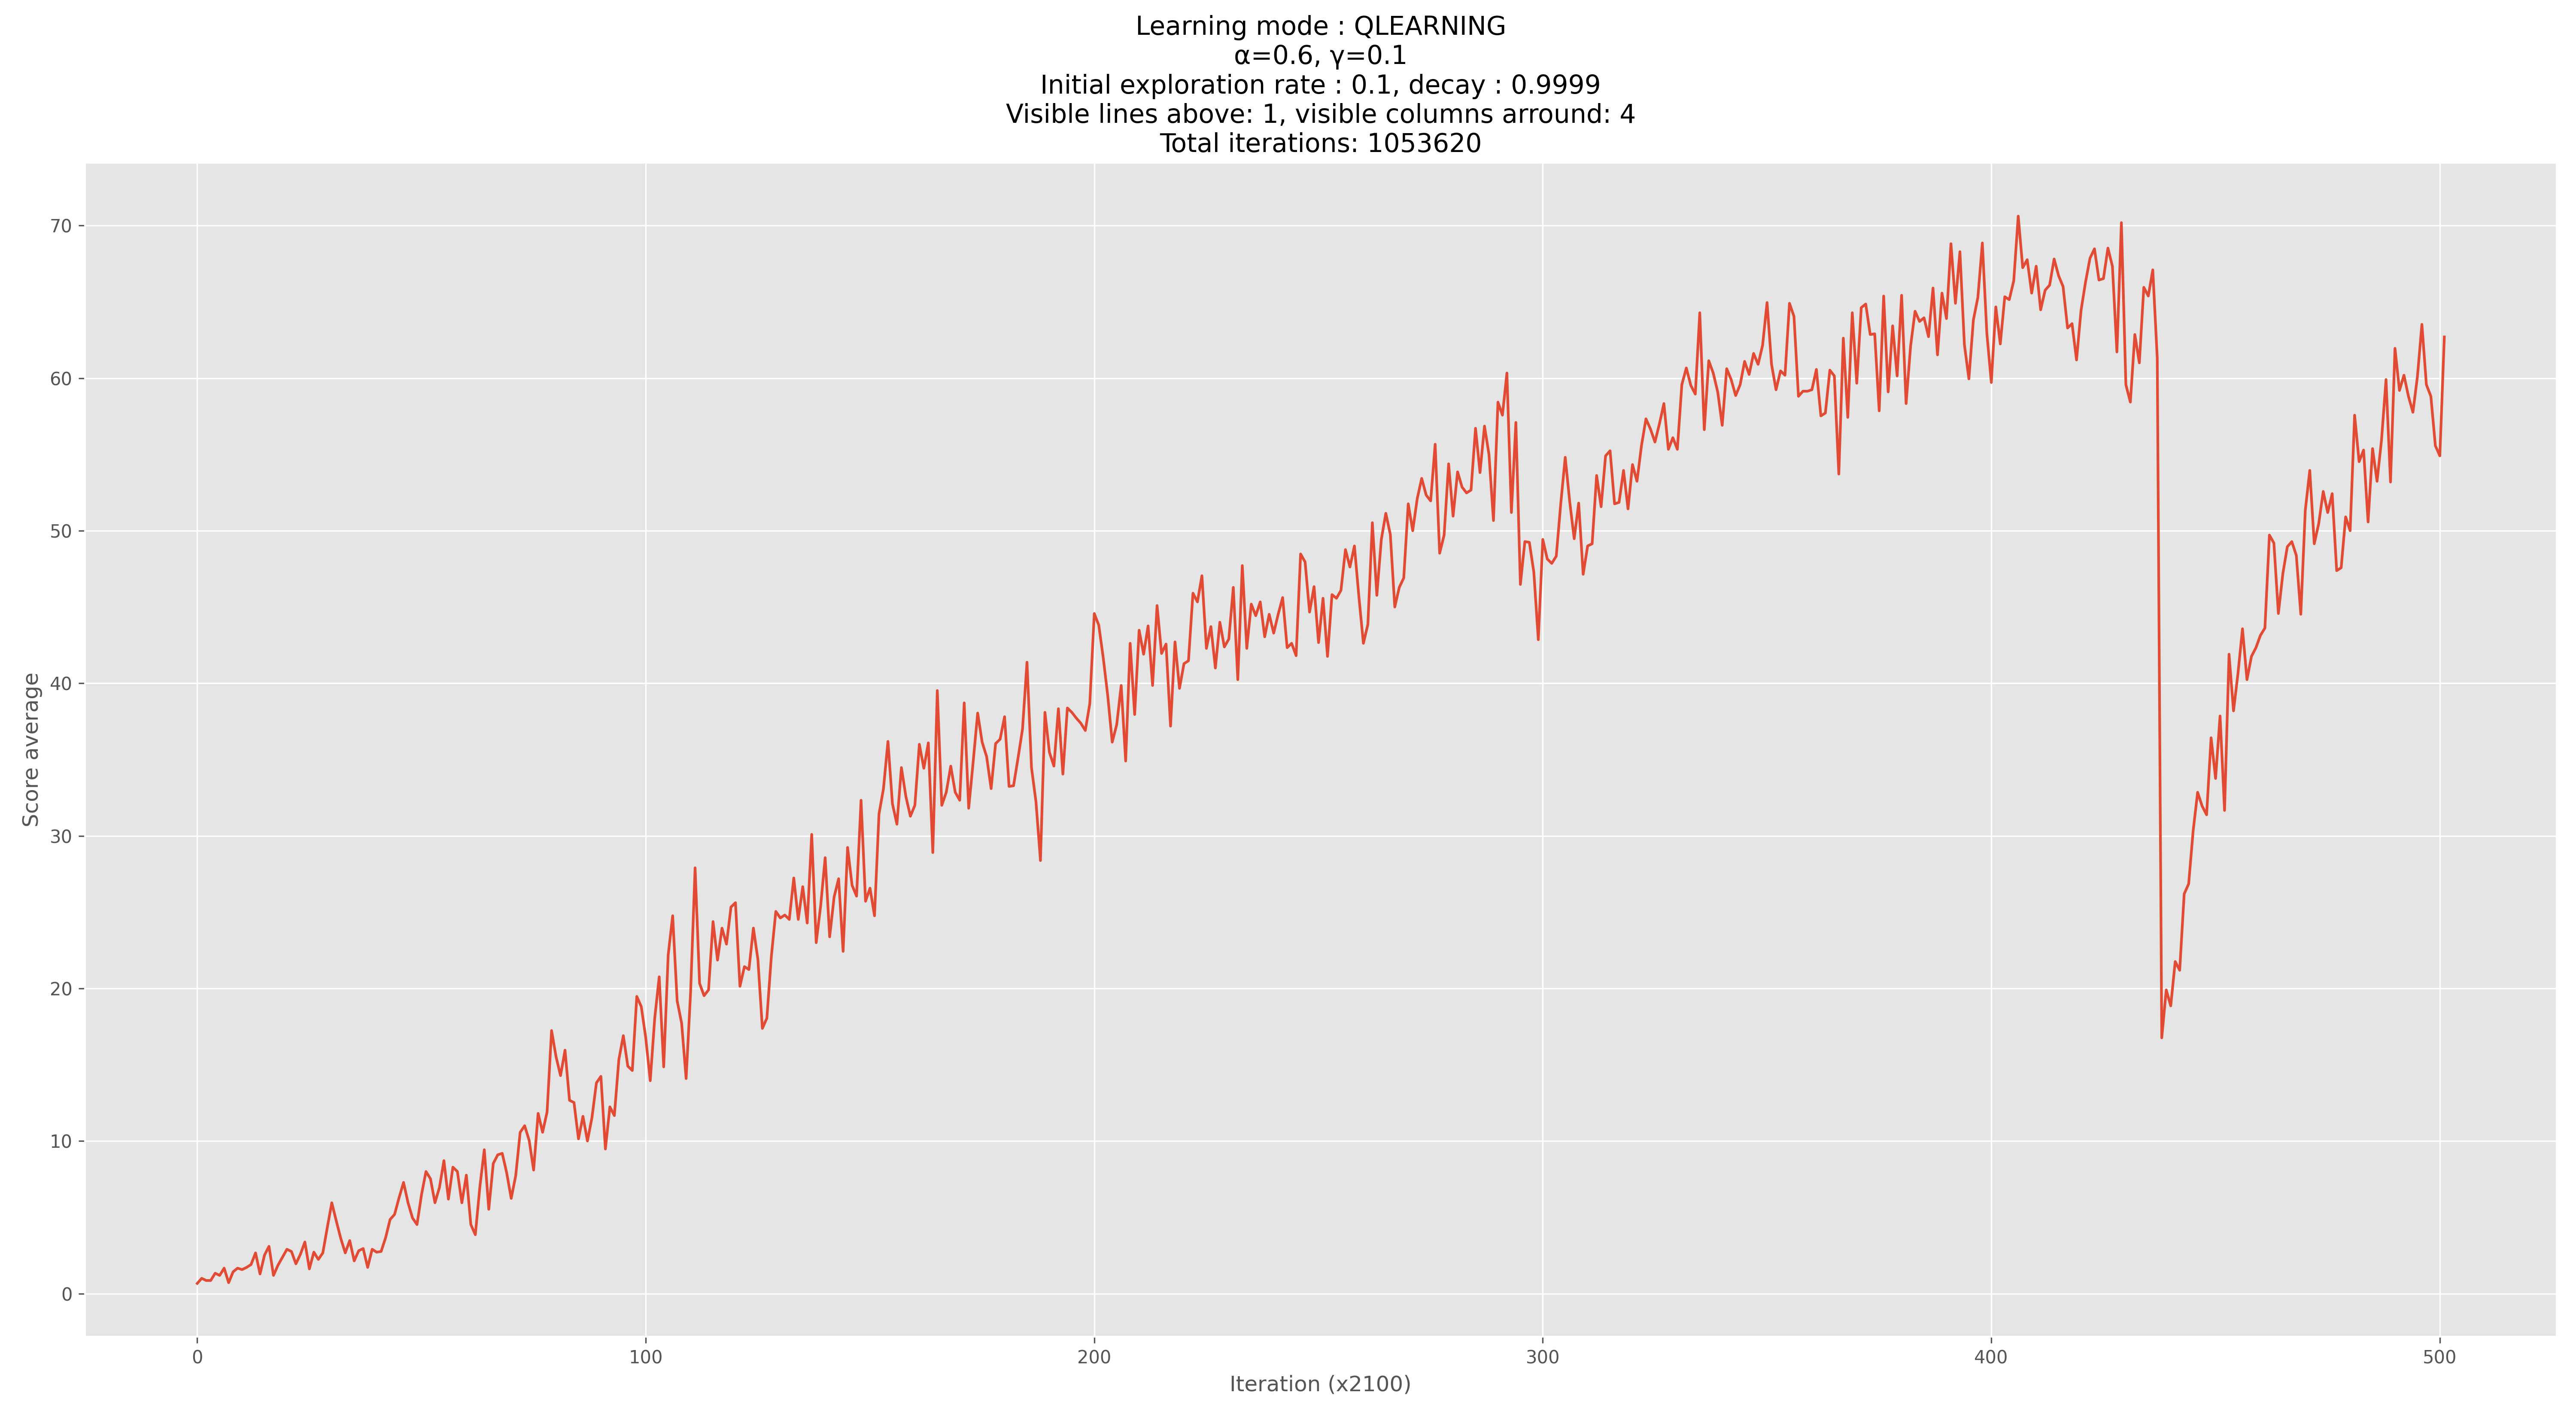 Learning mode : QLEARNING
α=0.6, γ=0.1
Initial exploration rate : 0.1, decay : 0.9999
Visible lines above: 1, visible columns arround: 4
Total iterations: 1053620
70
60
50
40
30
20
10
0
Score average
0 100 200 300 400 500
Iteration (x2100)